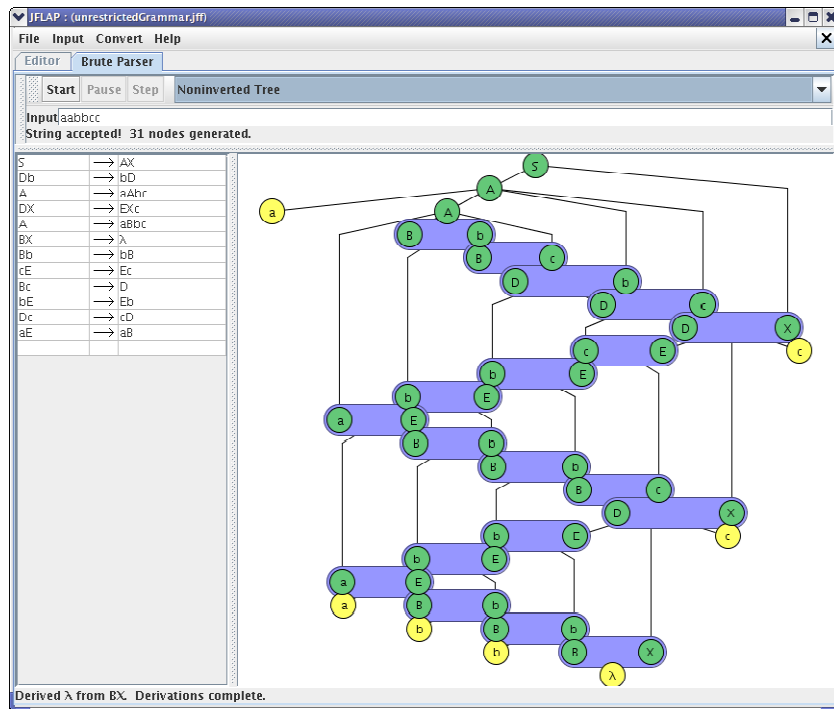 JFLAP : (unrestrictedGrammar.jff)
File Input Convert Help
Editor Brute Parser
Start Pause Step Noninverted Tree
Input aabbcc
String accepted! 31 nodes generated.
S → AX
Db → bD
A → aAbc
DX → EXc
A → aBbc
BX → λ
Bb → bB
cE → Ec
Bc → D
bE → Eb
Dc → cD
aE → aB
S
A
a A
B b
B c
D b
D c
D X
c E c
b E
b E
a E
B b
B b
B c
D X
b E c
b E
a E
a B b
b B b
b B X
λ
Derived λ from BX. Derivations complete.